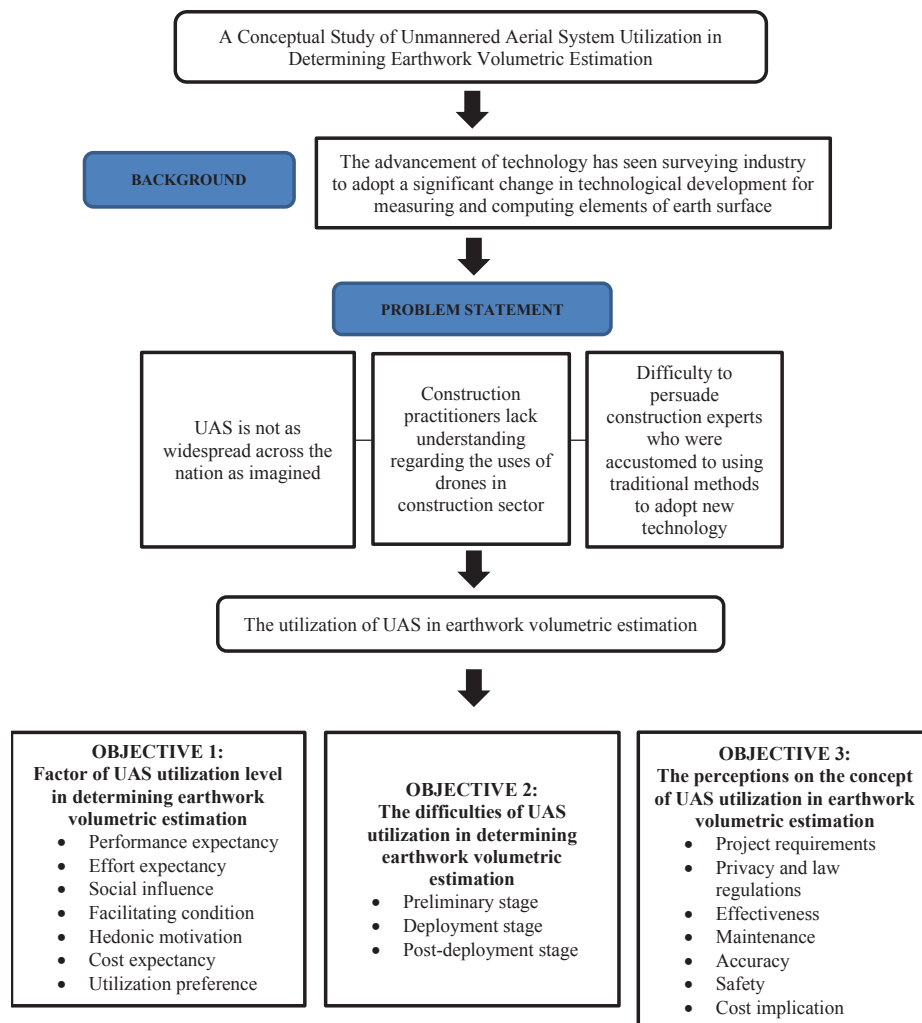 A Conceptual Study of Unmannered Aerial System Utilization in
Determining Earthwork Volumetric Estimation
BACKGROUND
The advancement of technology has seen surveying industry
to adopt a significant change in technological development for
measuring and computing elements of earth surface
PROBLEM STATEMENT
UAS is not as
widespread across the
nation as imagined
Construction
practitioners lack
understanding
regarding the uses of
drones in
construction sector
Difficulty to
persuade
construction experts
who were
accustomed to using
traditional methods
to adopt new
technology
The utilization of UAS in earthwork volumetric estimation
OBJECTIVE 1:
Factor of UAS utilization level
in determining earthwork
volumetric estimation
• Performance expectancy
• Effort expectancy
• Social influence
• Facilitating condition
• Hedonic motivation
• Cost expectancy
• Utilization preference
OBJECTIVE 2:
The difficulties of UAS
utilization in determining
earthwork volumetric
estimation
• Preliminary stage
• Deployment stage
• Post-deployment stage
OBJECTIVE 3:
The perceptions on the concept
of UAS utilization in earthwork
volumetric estimation
• Project requirements
• Privacy and law
regulations
• Effectiveness
• Maintenance
• Accuracy
• Safety
• Cost implication